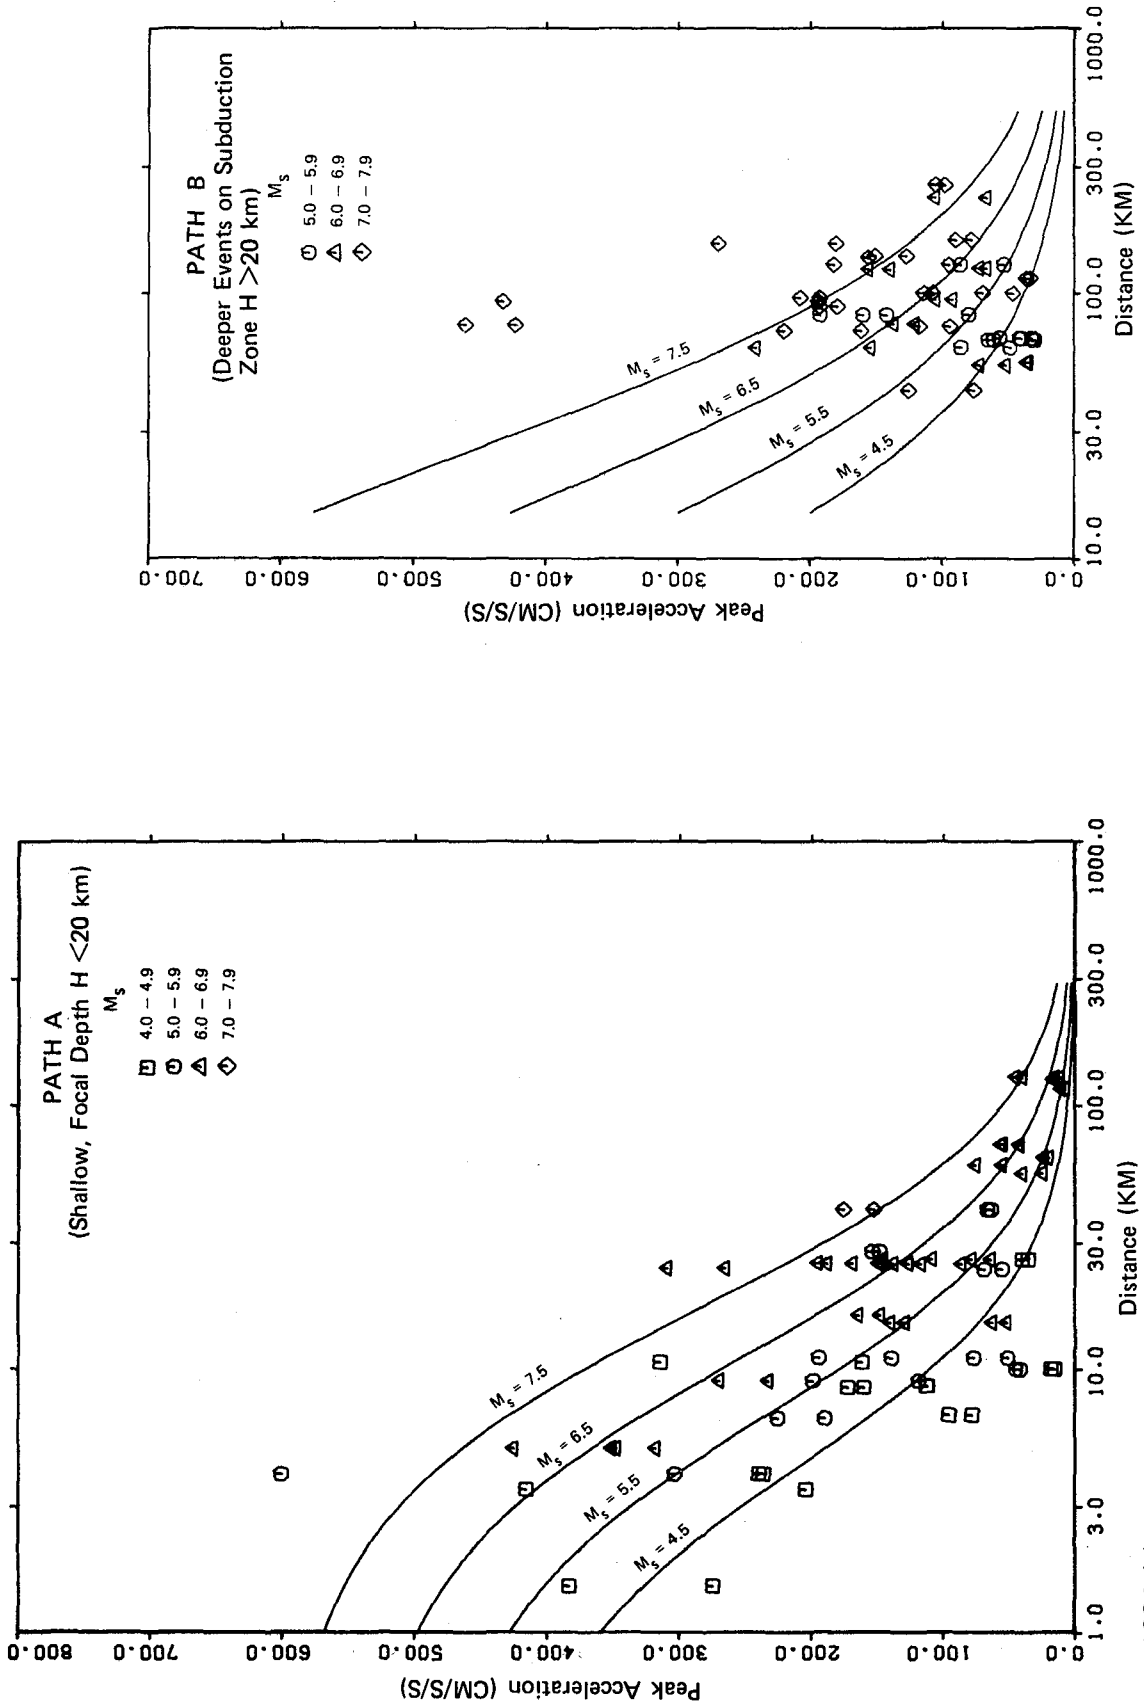 PATH A
(Shallow, Focal Depth H <20 km)
Ms
4.0 – 4.9
5.0 – 5.9
6.0 – 6.9
7.0 – 7.9
800.0
700.0
600.0
500.0
400.0
300.0
200.0
100.0
0.0
Peak Acceleration (CM/S/S)
Ms = 7.5
Ms = 6.5
Ms = 5.5
Ms = 4.5
1.0
3.0
10.0
30.0
100.0
300.0
1000.0
Distance (KM)
PATH B
(Deeper Events on Subduction
Zone H >20 km)
Ms
5.0 – 5.9
6.0 – 6.9
7.0 – 7.9
700.0
600.0
500.0
400.0
300.0
200.0
100.0
0.0
Peak Acceleration (CM/S/S)
Ms = 7.5
Ms = 6.5
Ms = 5.5
Ms = 4.5
10.0
30.0
100.0
300.0
1000.0
Distance (KM)